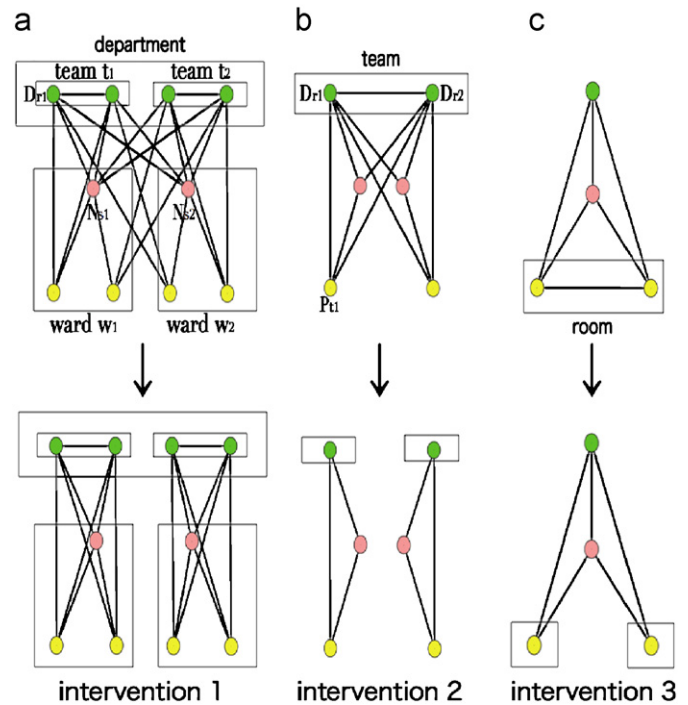 a b c
department
team t1 team t2
Dr1
Ns1 Ns2
ward w1 ward w2
team
Dr1 Dr2
Pt1
room
intervention 1 intervention 2 intervention 3